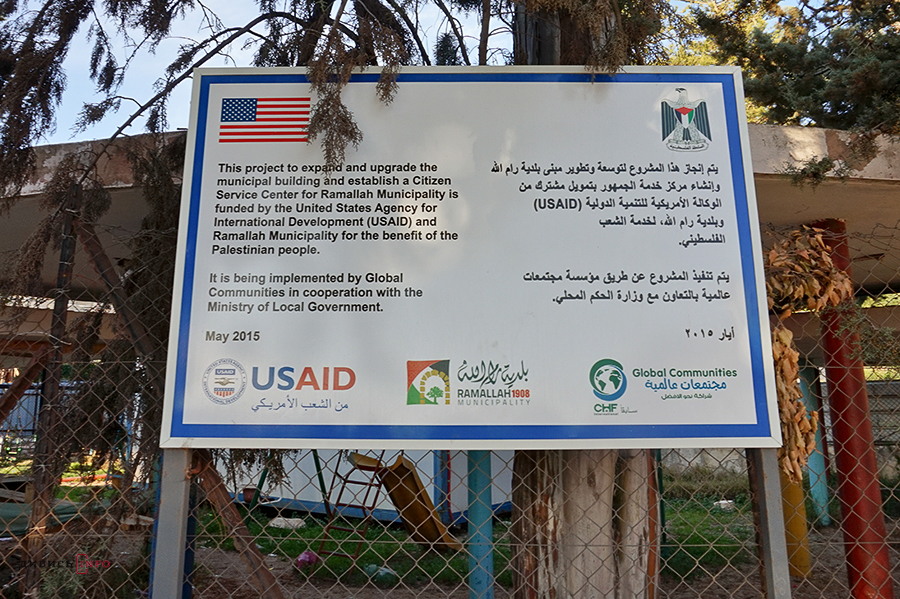 This project to expand and upgrade the
municipal building and establish a Citizen
Service Center for Ramallah Municipality is
funded by the United States Agency for
International Development (USAID) and
Ramallah Municipality for the benefit of the
Palestinian people.
It is being implemented by Global
Communities in cooperation with the
Ministry of Local Government.
May 2015
يتم إنجاز هذا المشروع لتوسعة وتطوير مبنى بلدية رام الله
وإنشاء مركز خدمة الجمهور بتمويل مشترك من
الوكالة الأمريكية للتنمية الدولية (USAID)
وبلدية رام الله، لخدمة الشعب
الفلسطيني.
يتم تنفيذ المشروع عن طريق مؤسسة مجتمعات
عالمية بالتعاون مع وزارة الحكم المحلي.
أيار ٢٠١٥
USAID
من الشعب الأمريكي
بلدية رام الله
RAMALLAH 1908
MUNICIPALITY
Global Communities
مجتمعات عالمية
شراكة نحو الأفضل
CHF سابقاً